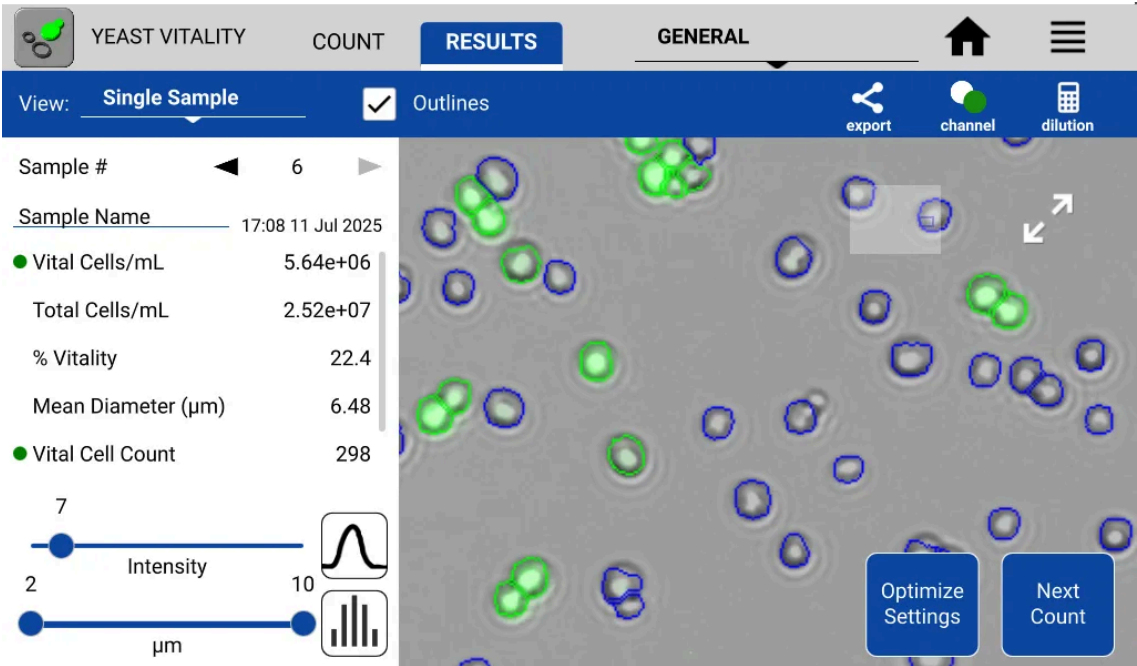 YEAST VITALITY COUNT RESULTS GENERAL
View: Single Sample Outlines export channel dilution
Sample # 6
Sample Name 17:08 11 Jul 2025
Vital Cells/mL 5.64e+06
Total Cells/mL 2.52e+07
% Vitality 22.4
Mean Diameter (µm) 6.48
Vital Cell Count 298
7
Intensity
2 10
µm
Optimize
Settings
Next
Count